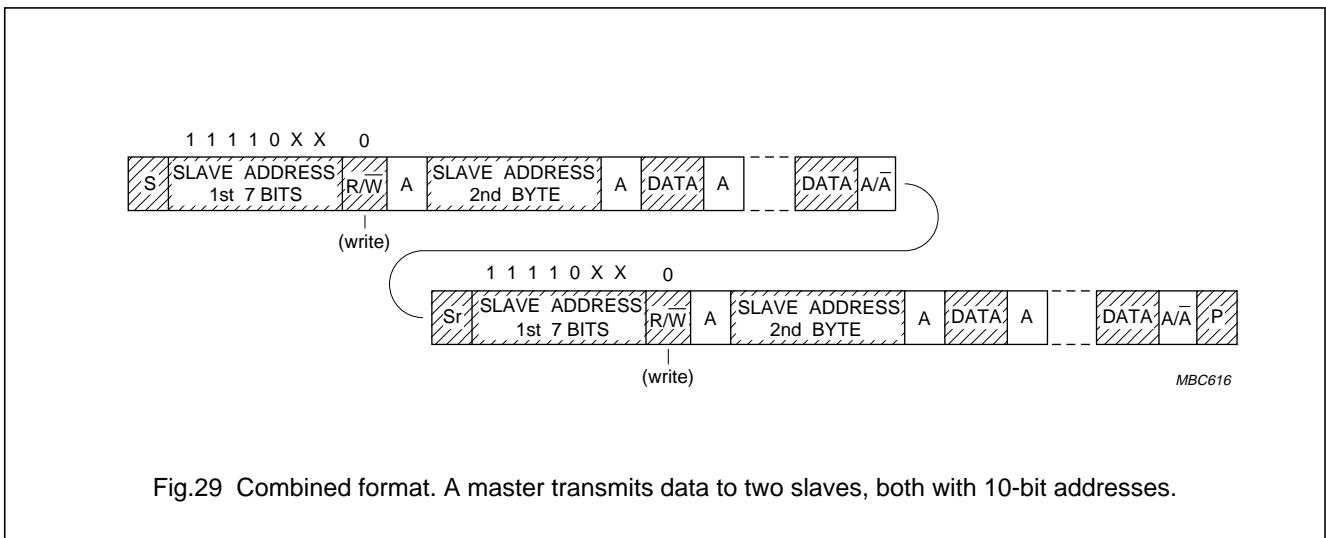 1 1 1 1 0 X X 0
S SLAVE ADDRESS 1st 7 BITS R/W̅ A SLAVE ADDRESS 2nd BYTE A DATA A DATA A/A̅
(write)
1 1 1 1 0 X X 0
Sr SLAVE ADDRESS 1st 7 BITS R/W̅ A SLAVE ADDRESS 2nd BYTE A DATA A DATA A/A̅ P
(write)
MBC616
Fig.29 Combined format. A master transmits data to two slaves, both with 10-bit addresses.